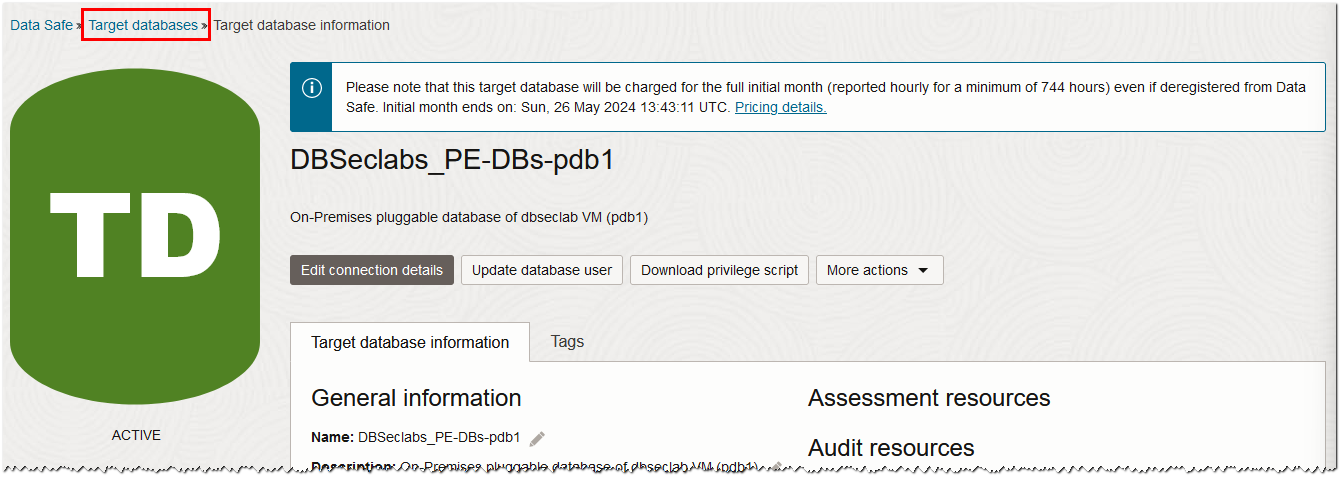 Data Safe » Target databases » Target database information
Please note that this target database will be charged for the full initial month (reported hourly for a minimum of 744 hours) even if deregistered from Data
Safe. Initial month ends on: Sun, 26 May 2024 13:43:11 UTC. Pricing details.
TD
DBSeclabs_PE-DBs-pdb1
On-Premises pluggable database of dbseclab VM (pdb1)
Edit connection details Update database user Download privilege script More actions
Target database information Tags
General information
Assessment resources
Name: DBSeclabs_PE-DBs-pdb1
ACTIVE
Audit resources
Description: On-Premises pluggable database of dbseclab VM (pdb1)